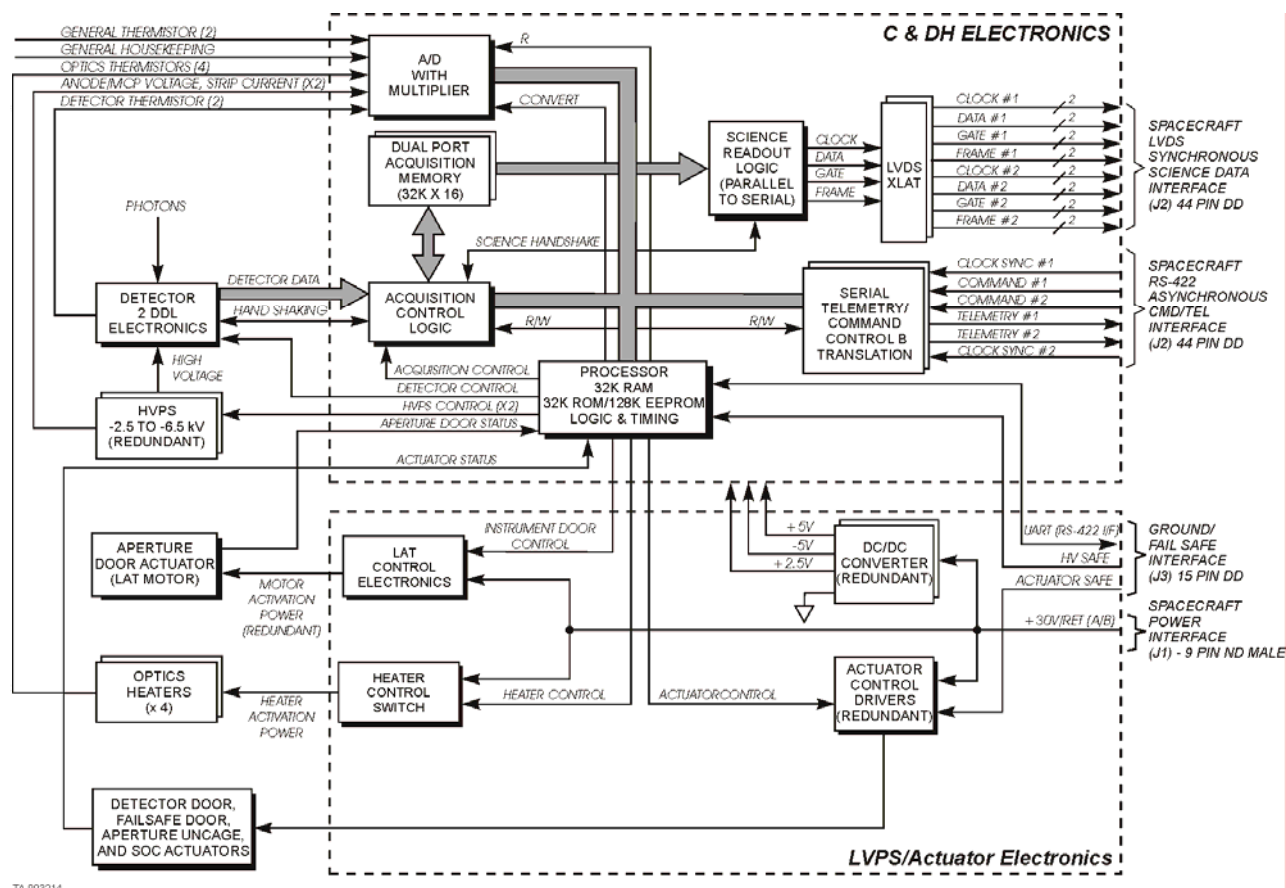 C & DH ELECTRONICS
GENERAL THERMISTOR (2)
GENERAL HOUSEKEEPING
OPTICS THERMISTORS (4)
ANODE/MCP VOLTAGE, STRIP CURRENT (X2)
DETECTOR THERMISTOR (2)
A/D
WITH
MULTIPLIER
R
CONVERT
DUAL PORT
ACQUISITION
MEMORY
(32K X 16)
SCIENCE
READOUT
LOGIC
(PARALLEL
TO SERIAL)
CLOCK
DATA
GATE
FRAME
LVDS
XLAT
CLOCK #1
2
DATA #1
2
GATE #1
2
FRAME #1
2
CLOCK #2
2
DATA #2
2
GATE #2
2
FRAME #2
2
SPACECRAFT
LVDS
SYNCHRONOUS
SCIENCE DATA
INTERFACE
(J2) 44 PIN DD
PHOTONS
SCIENCE HANDSHAKE
DETECTOR
2 DDL
ELECTRONICS
DETECTOR DATA
HAND SHAKING
ACQUISITION
CONTROL
LOGIC
R/W
R/W
SERIAL
TELEMETRY/
COMMAND
CONTROL B
TRANSLATION
CLOCK SYNC #1
COMMAND #1
COMMAND #2
TELEMETRY #1
TELEMETRY #2
CLOCK SYNC #2
SPACECRAFT
RS-422
ASYNCHRONOUS
CMD/TEL
INTERFACE
(J2) 44 PIN DD
HIGH
VOLTAGE
HVPS
-2.5 TO -6.5 kV
(REDUNDANT)
ACQUISITION CONTROL
DETECTOR CONTROL
HVPS CONTROL (X2)
APERTURE DOOR STATUS
ACTUATOR STATUS
PROCESSOR
32K RAM
32K ROM/128K EEPROM
LOGIC & TIMING
INSTRUMENT DOOR
CONTROL
+5V
-5V
+2.5V
DC/DC
CONVERTER
(REDUNDANT)
UART (RS-422 I/F)
HV SAFE
ACTUATOR SAFE
GROUND/
FAIL SAFE
INTERFACE
(J3) 15 PIN DD
APERTURE
DOOR ACTUATOR
(LAT MOTOR)
MOTOR
ACTIVATION
POWER
(REDUNDANT)
LAT
CONTROL
ELECTRONICS
+30V/RET (A/B)
SPACECRAFT
POWER
INTERFACE
(J1) - 9 PIN ND MALE
OPTICS
HEATERS
(x 4)
HEATER
ACTIVATION
POWER
HEATER
CONTROL
SWITCH
HEATER CONTROL
ACTUATORCONTROL
ACTUATOR
CONTROL
DRIVERS
(REDUNDANT)
DETECTOR DOOR,
FAILSAFE DOOR,
APERTURE UNCAGE,
AND SOC ACTUATORS
LVPS/Actuator Electronics